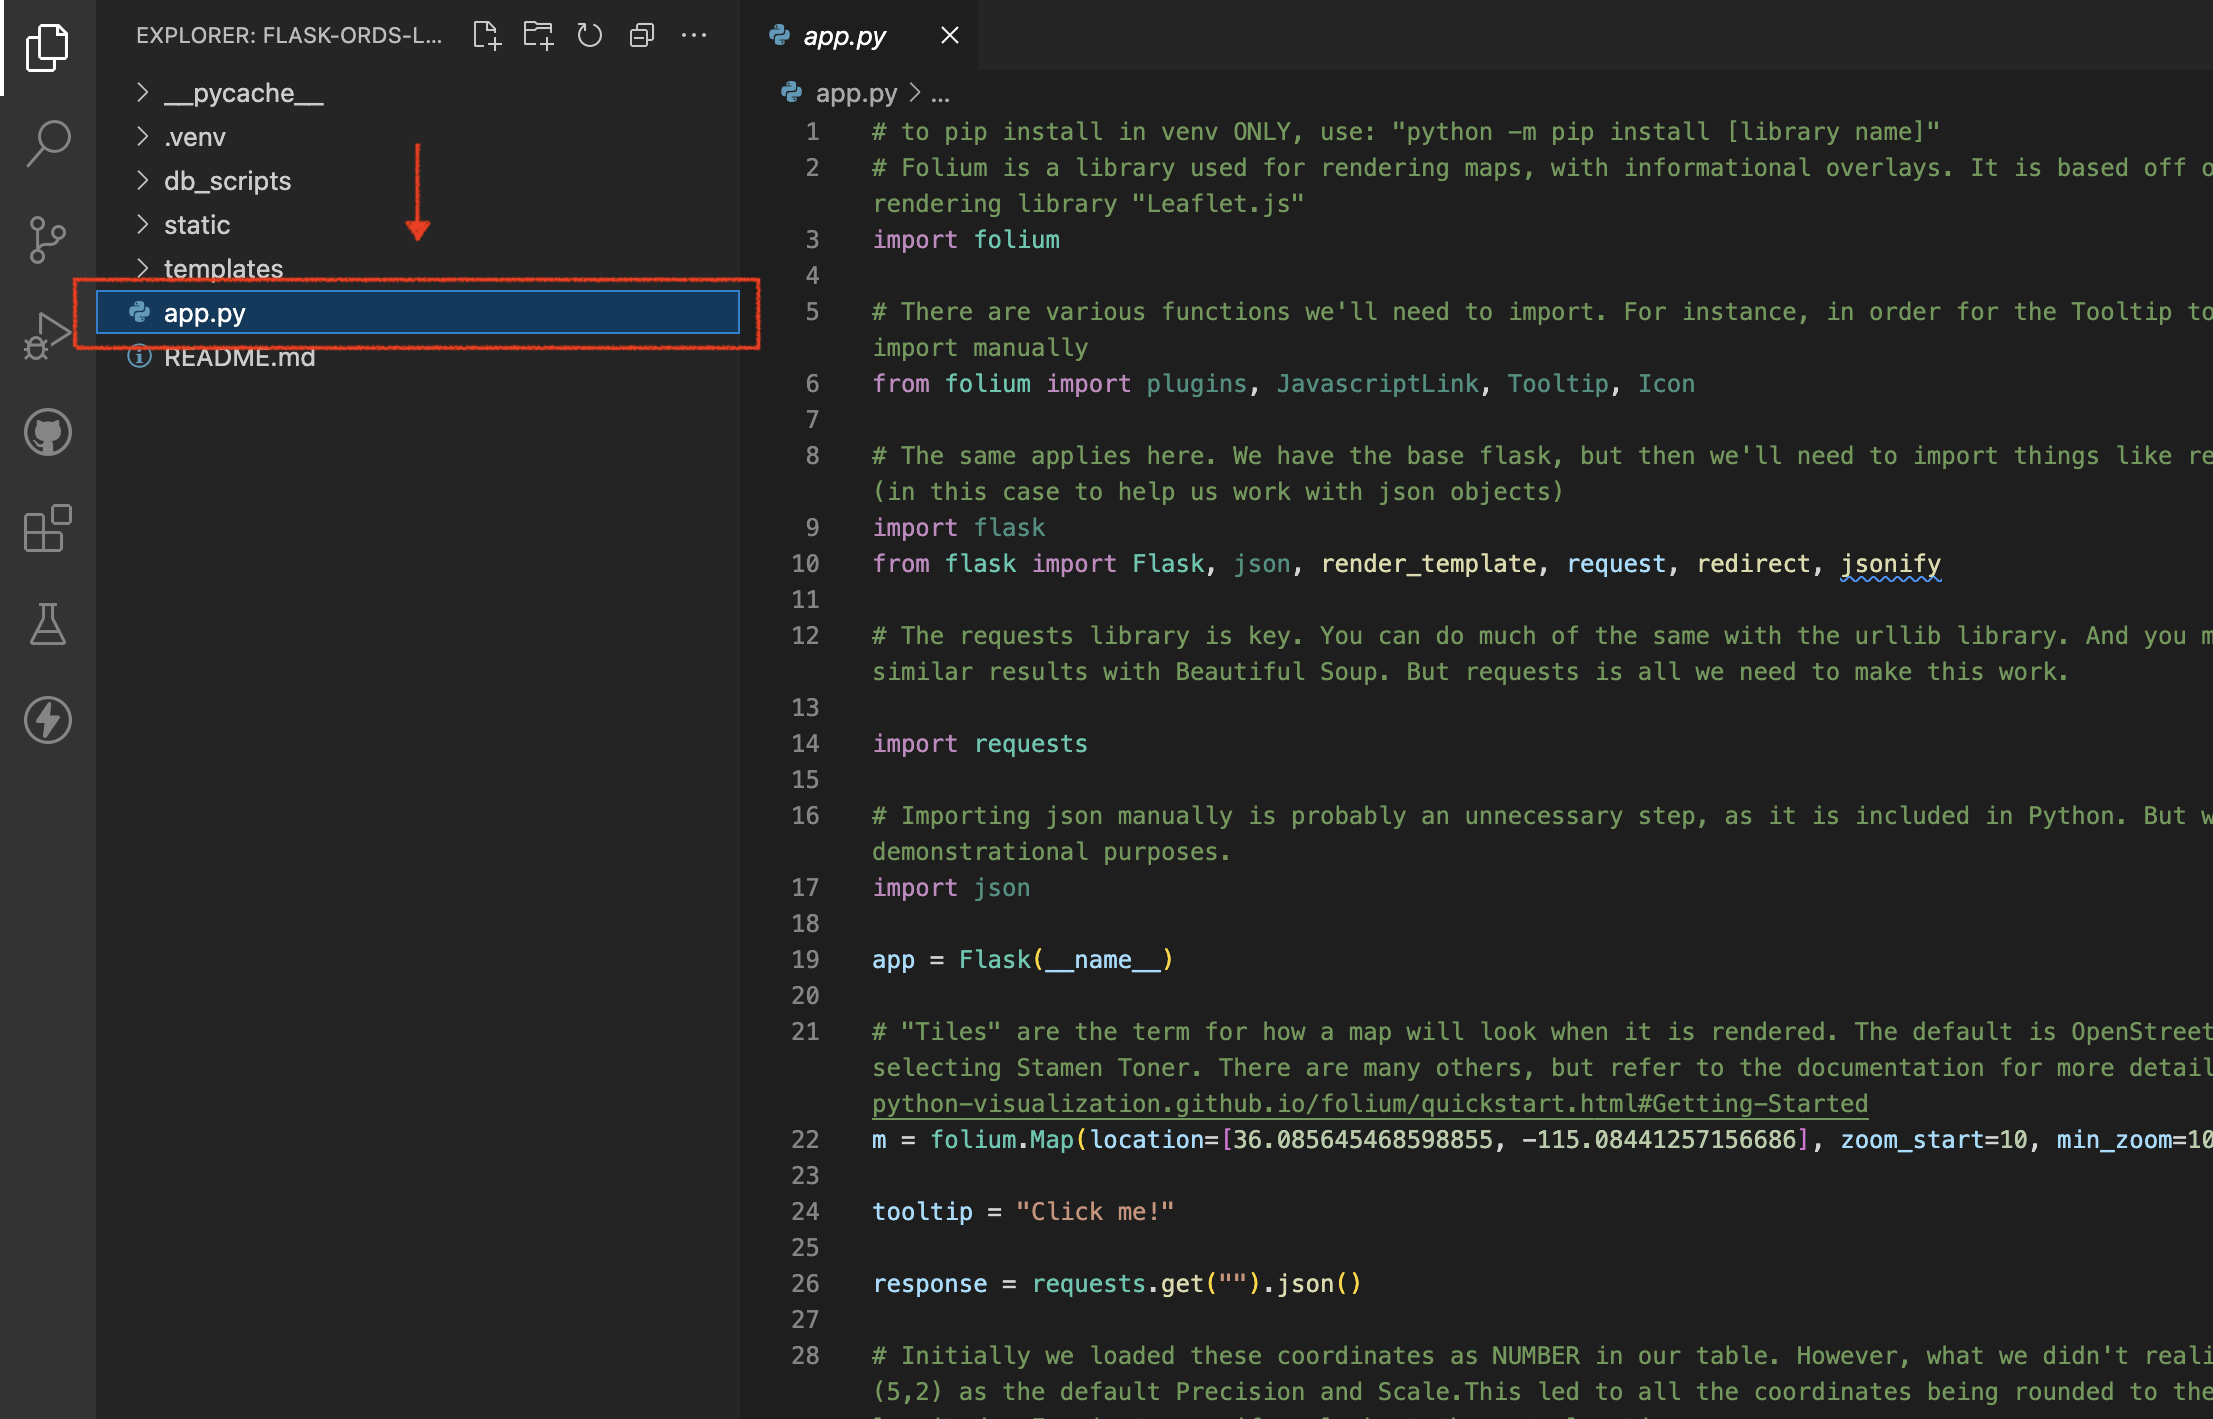 EXPLORER: FLASK-ORDS-L...
__pycache__
.venv
db_scripts
static
templates
app.py
README.md
app.py
app.py > ...
1 # to pip install in venv ONLY, use: "python -m pip install [library name]"
2 # Folium is a library used for rendering maps, with informational overlays. It is based off o
rendering library "Leaflet.js"
3 import folium
4
5 # There are various functions we'll need to import. For instance, in order for the Tooltip to
import manually
6 from folium import plugins, JavascriptLink, Tooltip, Icon
7
8 # The same applies here. We have the base flask, but then we'll need to import things like re
(in this case to help us work with json objects)
9 import flask
10 from flask import Flask, json, render_template, request, redirect, jsonify
11
12 # The requests library is key. You can do much of the same with the urllib library. And you m
similar results with Beautiful Soup. But requests is all we need to make this work.
13
14 import requests
15
16 # Importing json manually is probably an unnecessary step, as it is included in Python. But w
demonstrational purposes.
17 import json
18
19 app = Flask(__name__)
20
21 # "Tiles" are the term for how a map will look when it is rendered. The default is OpenStreet
selecting Stamen Toner. There are many others, but refer to the documentation for more detail
python-visualization.github.io/folium/quickstart.html#Getting-Started
22 m = folium.Map(location=[36.085645468598855, -115.08441257156686], zoom_start=10, min_zoom=10
23
24 tooltip = "Click me!"
25
26 response = requests.get("").json()
27
28 # Initially we loaded these coordinates as NUMBER in our table. However, what we didn't reali
(5,2) as the default Precision and Scale.This led to all the coordinates being rounded to the